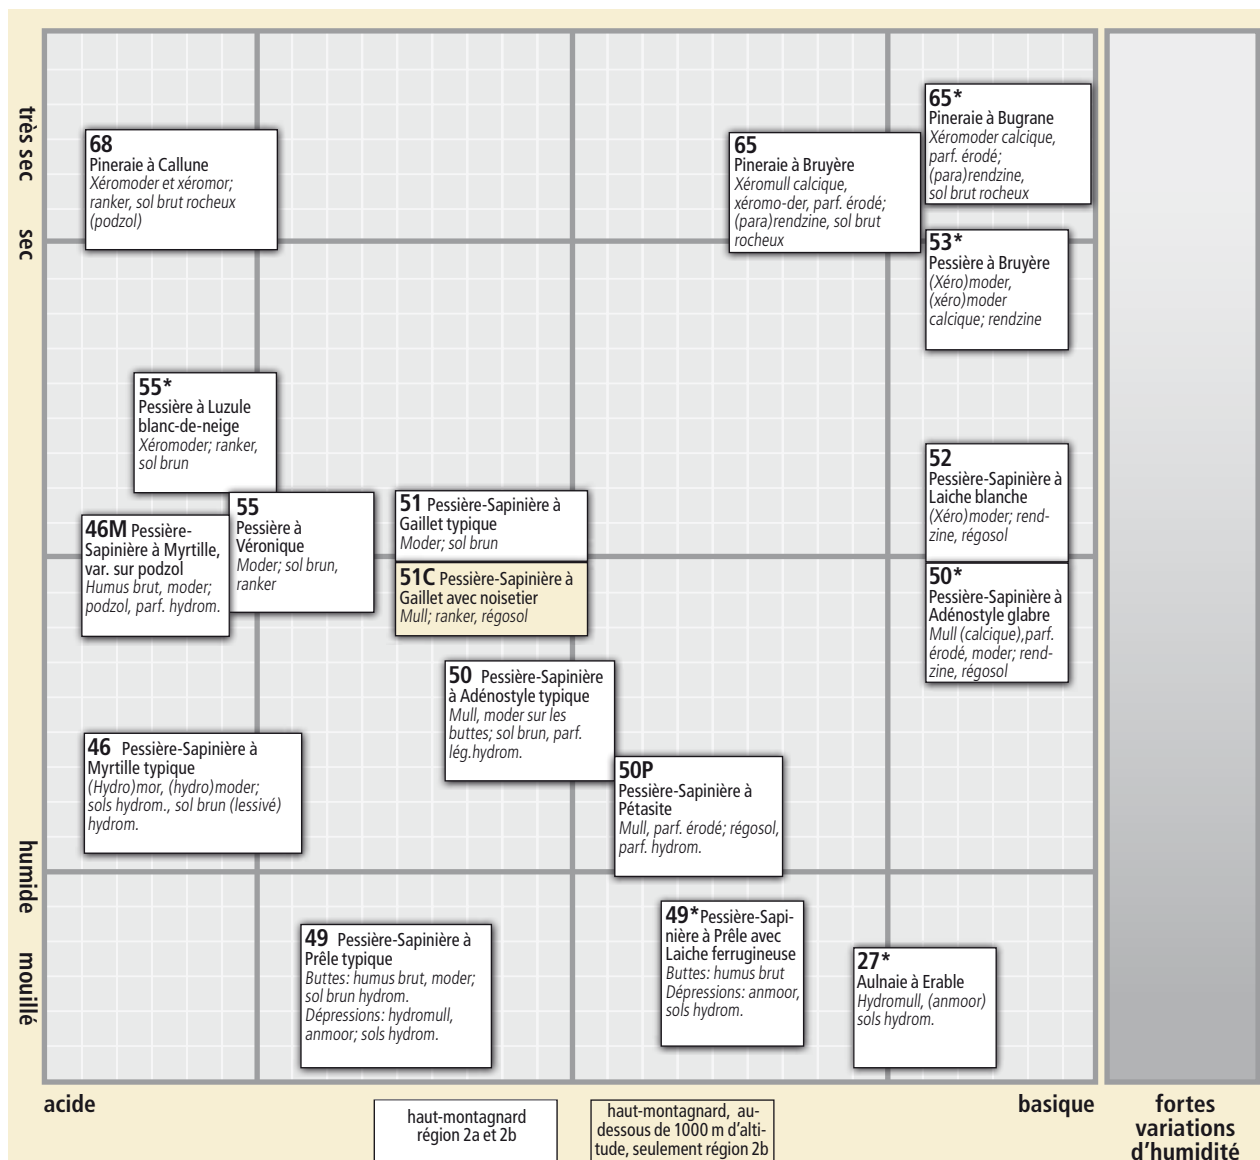 très sec
sec
humide
mouillé
68
Pineraie à Callune
Xéromoder et xéromor;
ranker, sol brut rocheux
(podzol)
65
Pineraie à Bruyère
Xéromull calcique,
xéromo-der, parf. érodé;
(para)rendzine, sol brut
rocheux
65*
Pineraie à Bugrane
Xéromoder calcique,
parf. érodé;
(para)rendzine,
sol brut rocheux
53*
Pessière à Bruyère
(Xéro)moder,
(xéro)moder
calcique; rendzine
55*
Pessière à Luzule
blanc-de-neige
Xéromoder; ranker,
sol brun
46M Pessière-
Sapinière à Myrtille,
var. sur podzol
Humus brut, moder;
podzol, parf. hydrom.
55
Pessière à
Véronique
Moder; sol brun,
ranker
51 Pessière-Sapinière à
Gaillet typique
Moder; sol brun
51C Pessière-Sapinière à
Gaillet avec noisetier
Mull; ranker, régosol
52
Pessière-Sapinière à
Laiche blanche
(Xéro)moder; rend-
zine, régosol
50*
Pessière-Sapinière à
Adénostyle glabre
Mull (calcique),parf.
érodé, moder; rend-
zine, régosol
50 Pessière-Sapinière
à Adénostyle typique
Mull, moder sur les
buttes; sol brun, parf.
lég.hydrom.
46 Pessière-Sapinière à
Myrtille typique
(Hydro)mor, (hydro)moder;
sols hydrom., sol brun (lessivé)
hydrom.
50P
Pessière-Sapinière à
Pétasite
Mull, parf. érodé; régosol,
parf. hydrom.
49 Pessière-Sapinière à
Prêle typique
Buttes: humus brut, moder;
sol brun hydrom.
Dépressions: hydromull,
anmoor; sols hydrom.
49*Pessière-Sapi-
nière à Prêle avec
Laiche ferrugineuse
Buttes: humus brut
Dépressions: anmoor,
sols hydrom.
27*
Aulnaie à Erable
Hydromull, (anmoor)
sols hydrom.
acide
basique
fortes
variations
d'humidité
haut-montagnard
région 2a et 2b
haut-montagnard, au-
dessous de 1000 m d'alti-
tude, seulement région 2b